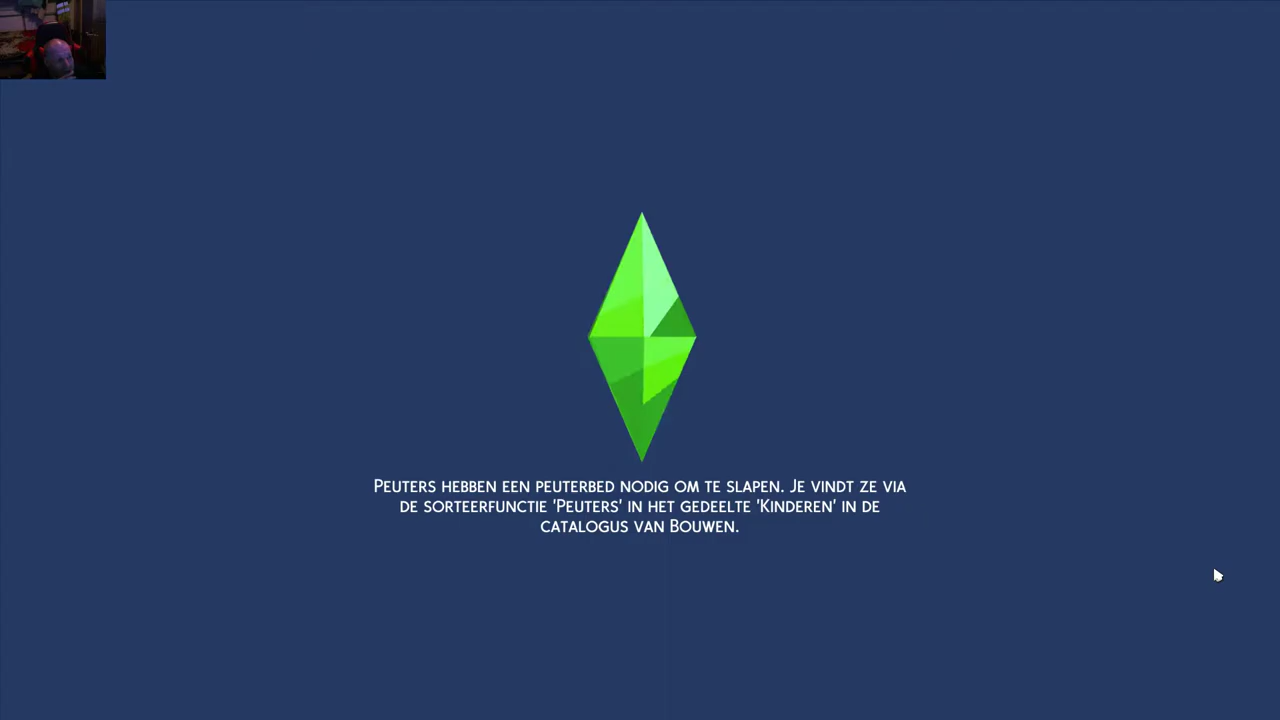 Peuters hebben een peuterbed nodig om te slapen. Je vindt ze via
de sorteerfunctie 'Peuters' in het gedeelte 'Kinderen' in de
catalogus van Bouwen.